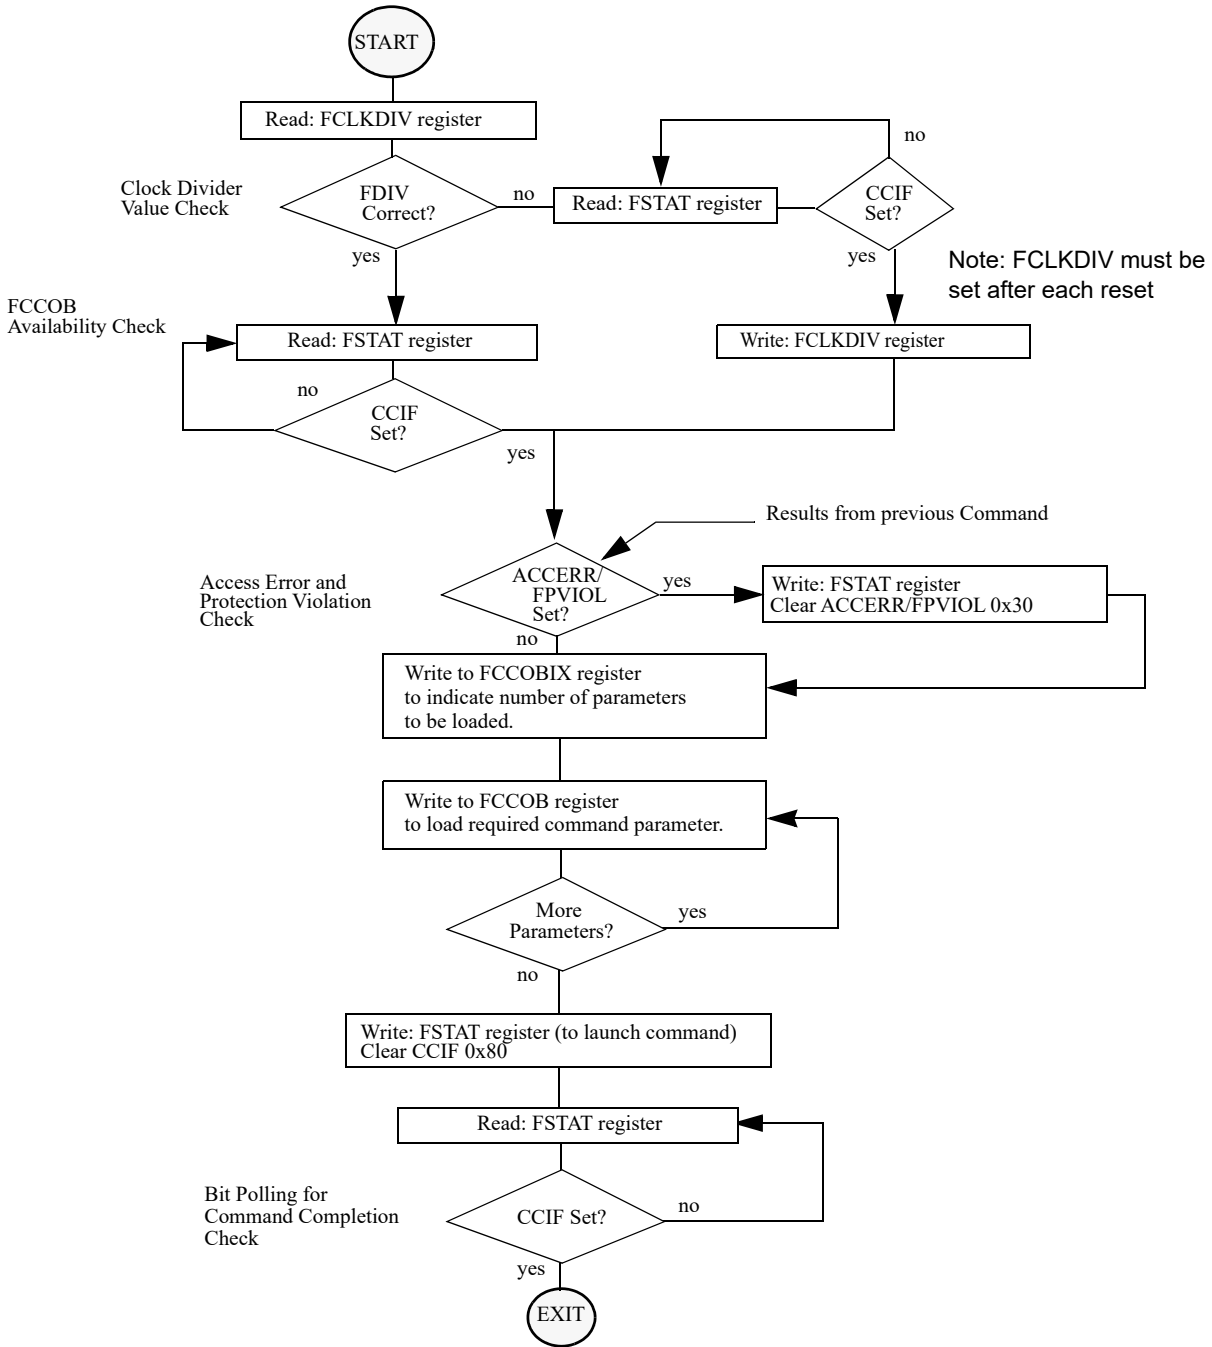 START
Read: FCLKDIV register
Clock Divider
Value Check
FDIV
Correct?
no
Read: FSTAT register
CCIF
Set?
no
yes
yes
Note: FCLKDIV must be
set after each reset
FCCOB
Availability Check
Read: FSTAT register
Write: FCLKDIV register
no
CCIF
Set?
yes
Results from previous Command
Access Error and
Protection Violation
Check
ACCERR/
FPVIOL
Set?
yes
Write: FSTAT register
Clear ACCERR/FPVIOL 0x30
no
Write to FCCOBIX register
to indicate number of parameters
to be loaded.
Write to FCCOB register
to load required command parameter.
More
Parameters?
yes
no
Write: FSTAT register (to launch command)
Clear CCIF 0x80
Read: FSTAT register
Bit Polling for
Command Completion
Check
CCIF Set?
no
yes
EXIT